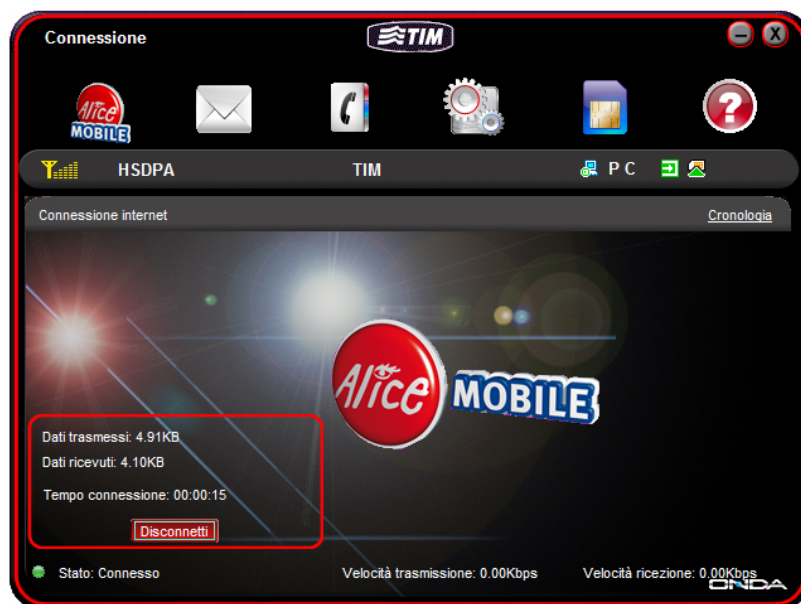 Connessione
TIM
X
Alice
MOBILE
?
HSDPA
TIM
PC
Connessione internet
Cronologia
Alice
MOBILE
Dati trasmessi: 4.91KB
Dati ricevuti: 4.10KB
Tempo connessione: 00:00:15
Disconnetti
Stato: Connesso
Velocità trasmissione: 0.00Kbps
Velocità ricezione: 0.00Kbps
ONDA